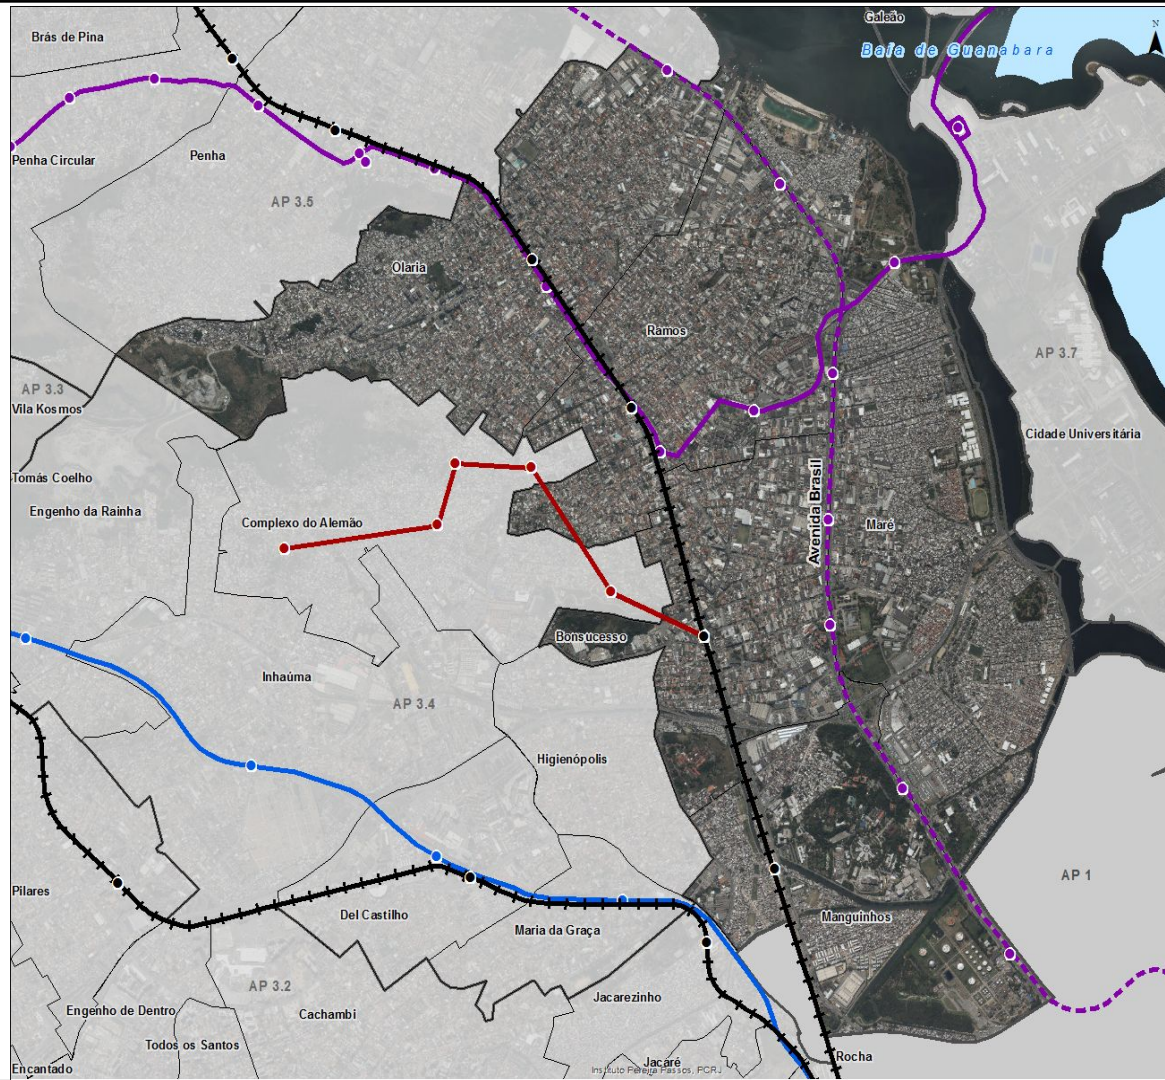 Galeão
N
Brás de Pina
Baía de Guanabara
Penha Circular
Penha
AP 3.5
Olaria
Ramos
AP 3.7
AP 3.3
Vila Kosmos
Cidade Universitária
Tomás Coelho
Engenho da Rainha
Complexo do Alemão
Avenida Brasil
Maré
Bonsucesso
Inhaúma
AP 3.4
Higienópolis
AP 1
Pilares
Del Castilho
Maria da Graça
Manguinhos
AP 3.2
Jacarezinho
Engenho de Dentro
Cachambi
Todos os Santos
Rocha
Jacaré
Encantado
Instituto Pereira Passos, PCRJ